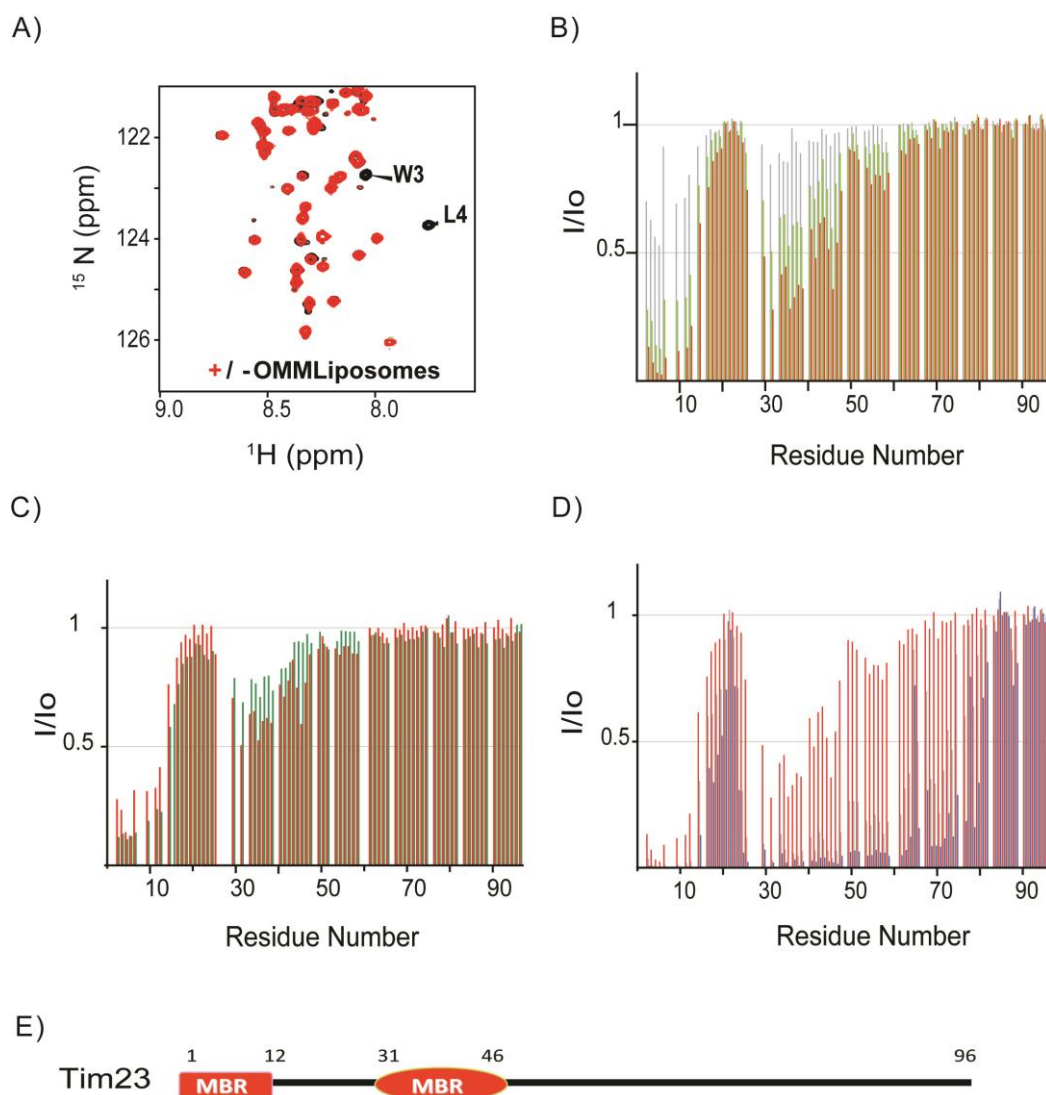 A)
122
124
126
9.0 8.5 8.0
¹⁵ N (ppm)
¹H (ppm)
W3
L4
+ / - OMMLiposomes
B)
1
0.5
I/Io
10 30 50 70 90
Residue Number
C)
1
0.5
I/Io
10 30 50 70 90
Residue Number
D)
1
0.5
I/Io
10 30 50 70 90
Residue Number
E)
1 12 31 46 96
Tim23 MBR MBR